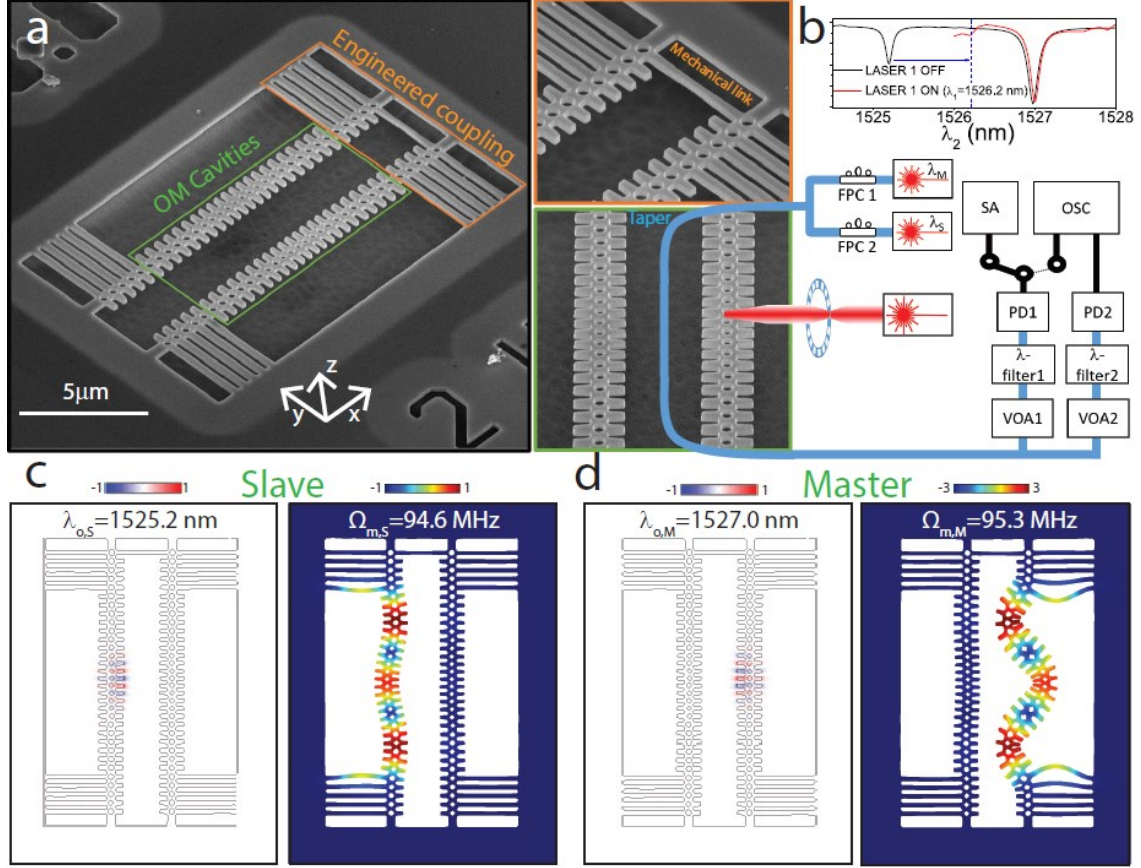 a
Engineered coupling
OM Cavities
5μm
z
y
x
2
Mechanical link
Taper
b
LASER 1 OFF
LASER 1 ON (λ1=1526.2 nm)
1525 1526 1527 1528
λ2 (nm)
FPC 1
λM
FPC 2
λS
SA
OSC
PD1
PD2
λ-
filter1
λ-
filter2
VOA1
VOA2
c
Slave
-1 1
-1 1
λo,S=1525.2 nm
Ωm,S=94.6 MHz
d
Master
-1 1
-3 3
λo,M=1527.0 nm
Ωm,M=95.3 MHz